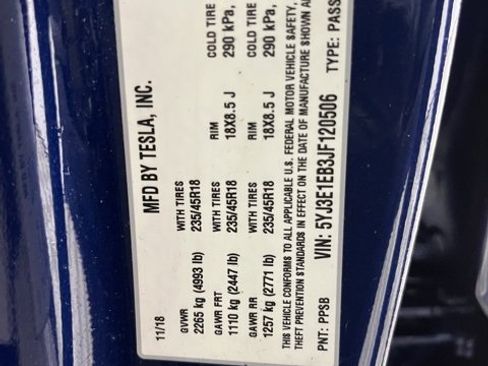 MFD BY TESLA, INC.
11/18
GVWR WITH TIRES RIM COLD TIRE
2265 kg (4993 lb) 235/45R18 18X8.5 J 290 kPa,
GAWR FRT WITH TIRES RIM COLD TIRE
1110 kg (2447 lb) 235/45R18 18X8.5 J 290 kPa,
GAWR RR WITH TIRES
1257 kg (2771 lb) 235/45R18
THIS VEHICLE CONFORMS TO ALL APPLICABLE U.S. FEDERAL MOTOR VEHICLE SAFETY,
THEFT PREVENTION STANDARDS IN EFFECT ON THE DATE OF MANUFACTURE SHOWN
VIN: 5YJ3E1EB3JF120506 TYPE: PASS
PNT: PPSB